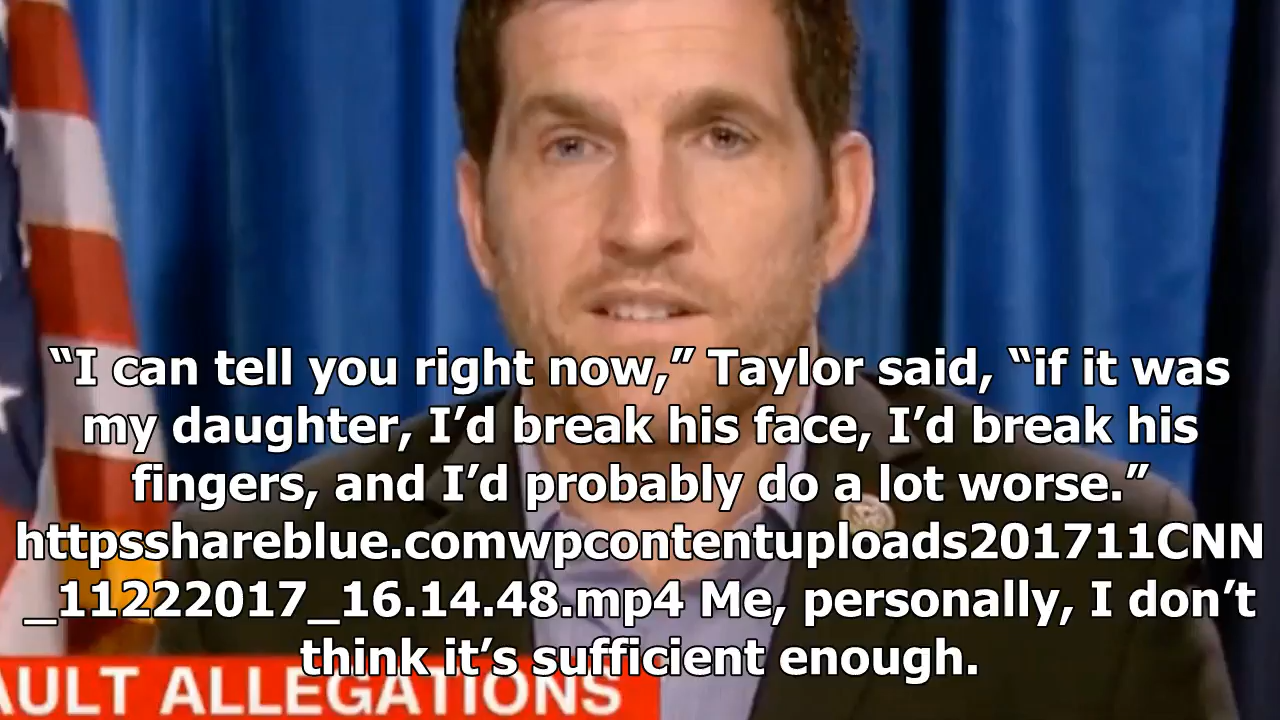 “I can tell you right now,” Taylor said, “if it was
my daughter, I’d break his face, I’d break his
fingers, and I’d probably do a lot worse.”
httpsshareblue.comwpcontentuploads201711CNN
_11222017_16.14.48.mp4 Me, personally, I don’t
think it’s sufficient enough.
AULT ALLEGATIONS